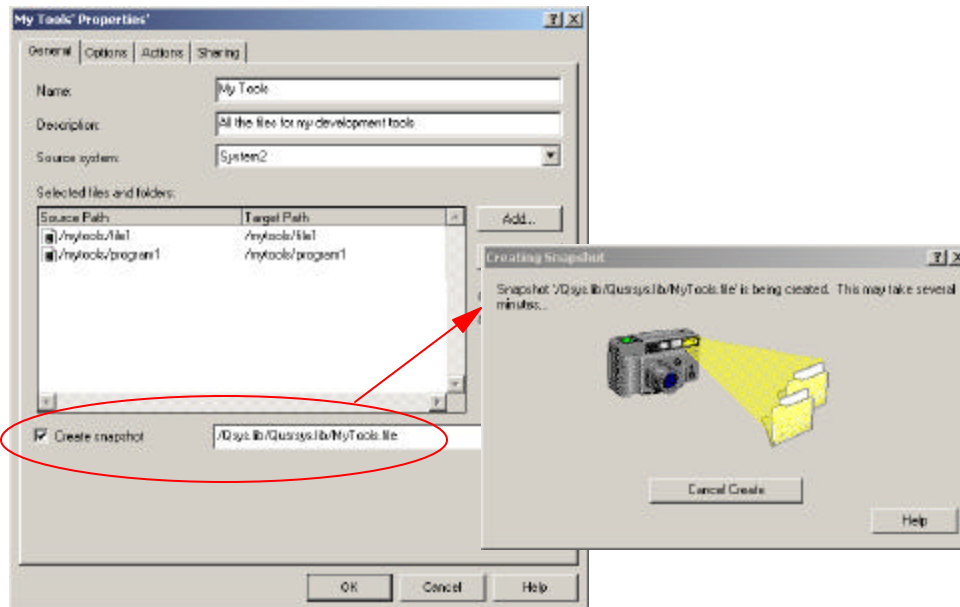 My Tools' Properties'
General Options Actions Sharing
Name: My Tools
Description: All the files for my development tools
Source system: System2
Selected files and folders:
Source Path Target Path
/mytools/file1 /mytools/file1
/mytools/program1 /mytools/program1
Add...
Create snapshot /Qsys.lib/Qusrsys.lib/MyTools.file
OK Cancel Help
Creating Snapshot
Snapshot '/Qsys.lib/Qusrsys.lib/MyTools.file' is being created. This may take several
minutes...
Cancel Create
Help